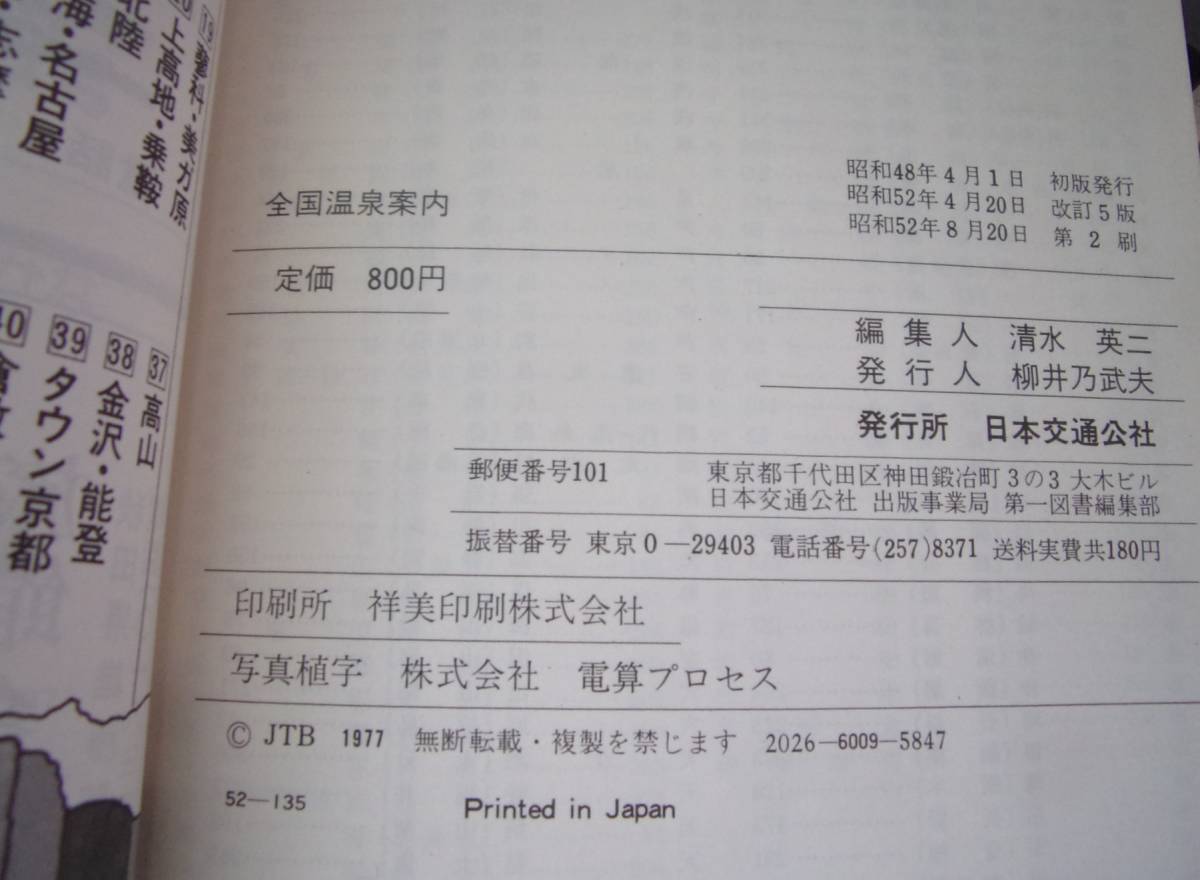 19 蓼科・美ガ原
20 上高地・乗鞍
北陸
海・名古屋
37 高山
38 金沢・能登
39 タウン京都
40
全国温泉案内
定価 800円
昭和48年4月1日 初版発行
昭和52年4月20日 改訂5版
昭和52年8月20日 第2刷
編集人 清水 英二
発行人 柳井乃武夫
発行所 日本交通公社
郵便番号101 東京都千代田区神田鍛冶町3の3 大木ビル
日本交通公社 出版事業局 第一図書編集部
振替番号 東京0―29403 電話番号(257)8371 送料実費共180円
印刷所 祥美印刷株式会社
写真植字 株式会社 電算プロセス
© JTB 1977 無断転載・複製を禁じます 2026―6009―5847
52―135
Printed in Japan